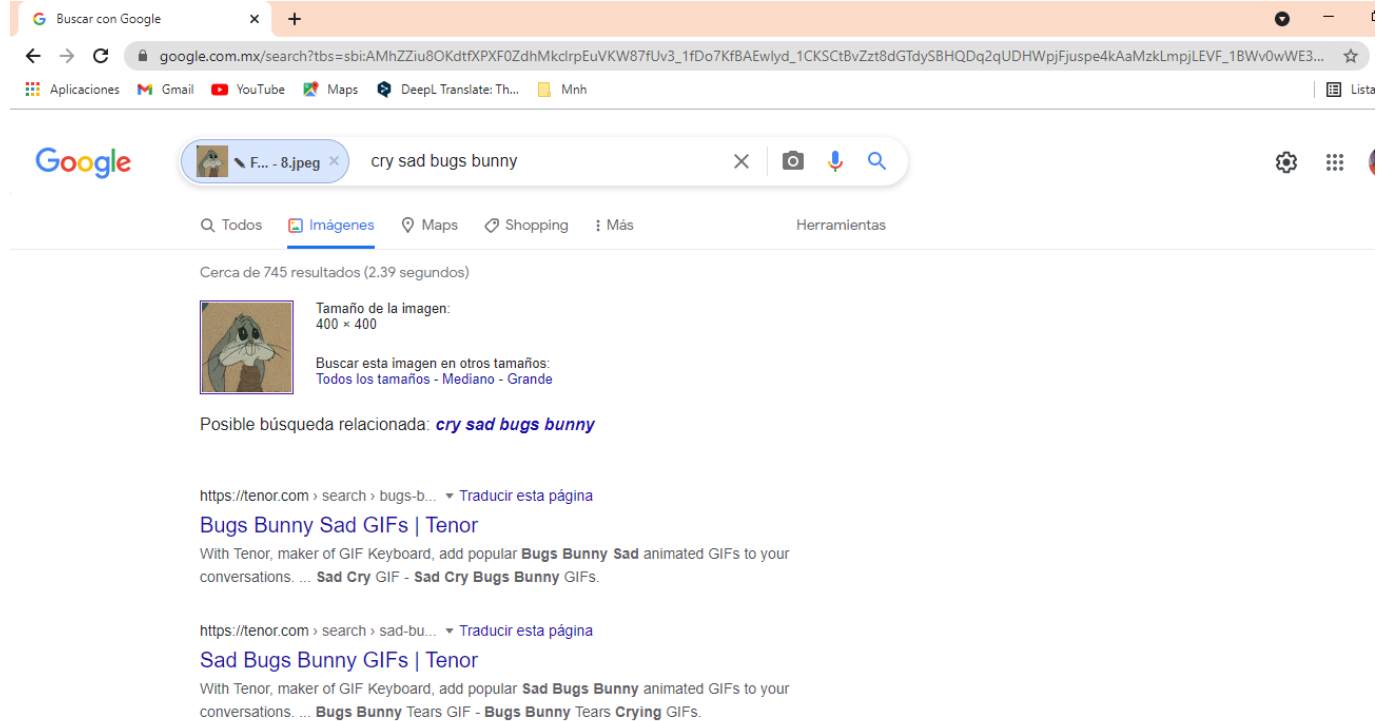 Buscar con Google
google.com.mx/search?tbs=sbi:AMhZZiu8OKdtfXPXF0ZdhMkclrpEuVKW87fUv3_1fDo7KfBAEwlyd_1CKSCtBvZzt8dGTdySBHQDq2qUDHWpjFjuspe4kAaMzkLmpjLEVF_1BWv0wWE3...
Aplicaciones Gmail YouTube Maps DeepL Translate: Th... Mnh Lista
Google F... - 8.jpeg cry sad bugs bunny
Todos Imágenes Maps Shopping Más Herramientas
Cerca de 745 resultados (2.39 segundos)
Tamaño de la imagen:
400 × 400
Buscar esta imagen en otros tamaños:
Todos los tamaños - Mediano - Grande
Posible búsqueda relacionada: cry sad bugs bunny
https://tenor.com › search › bugs-b... Traducir esta página
Bugs Bunny Sad GIFs | Tenor
With Tenor, maker of GIF Keyboard, add popular Bugs Bunny Sad animated GIFs to your
conversations. ... Sad Cry GIF - Sad Cry Bugs Bunny GIFs.
https://tenor.com › search › sad-bu... Traducir esta página
Sad Bugs Bunny GIFs | Tenor
With Tenor, maker of GIF Keyboard, add popular Sad Bugs Bunny animated GIFs to your
conversations. ... Bugs Bunny Tears GIF - Bugs Bunny Tears Crying GIFs.